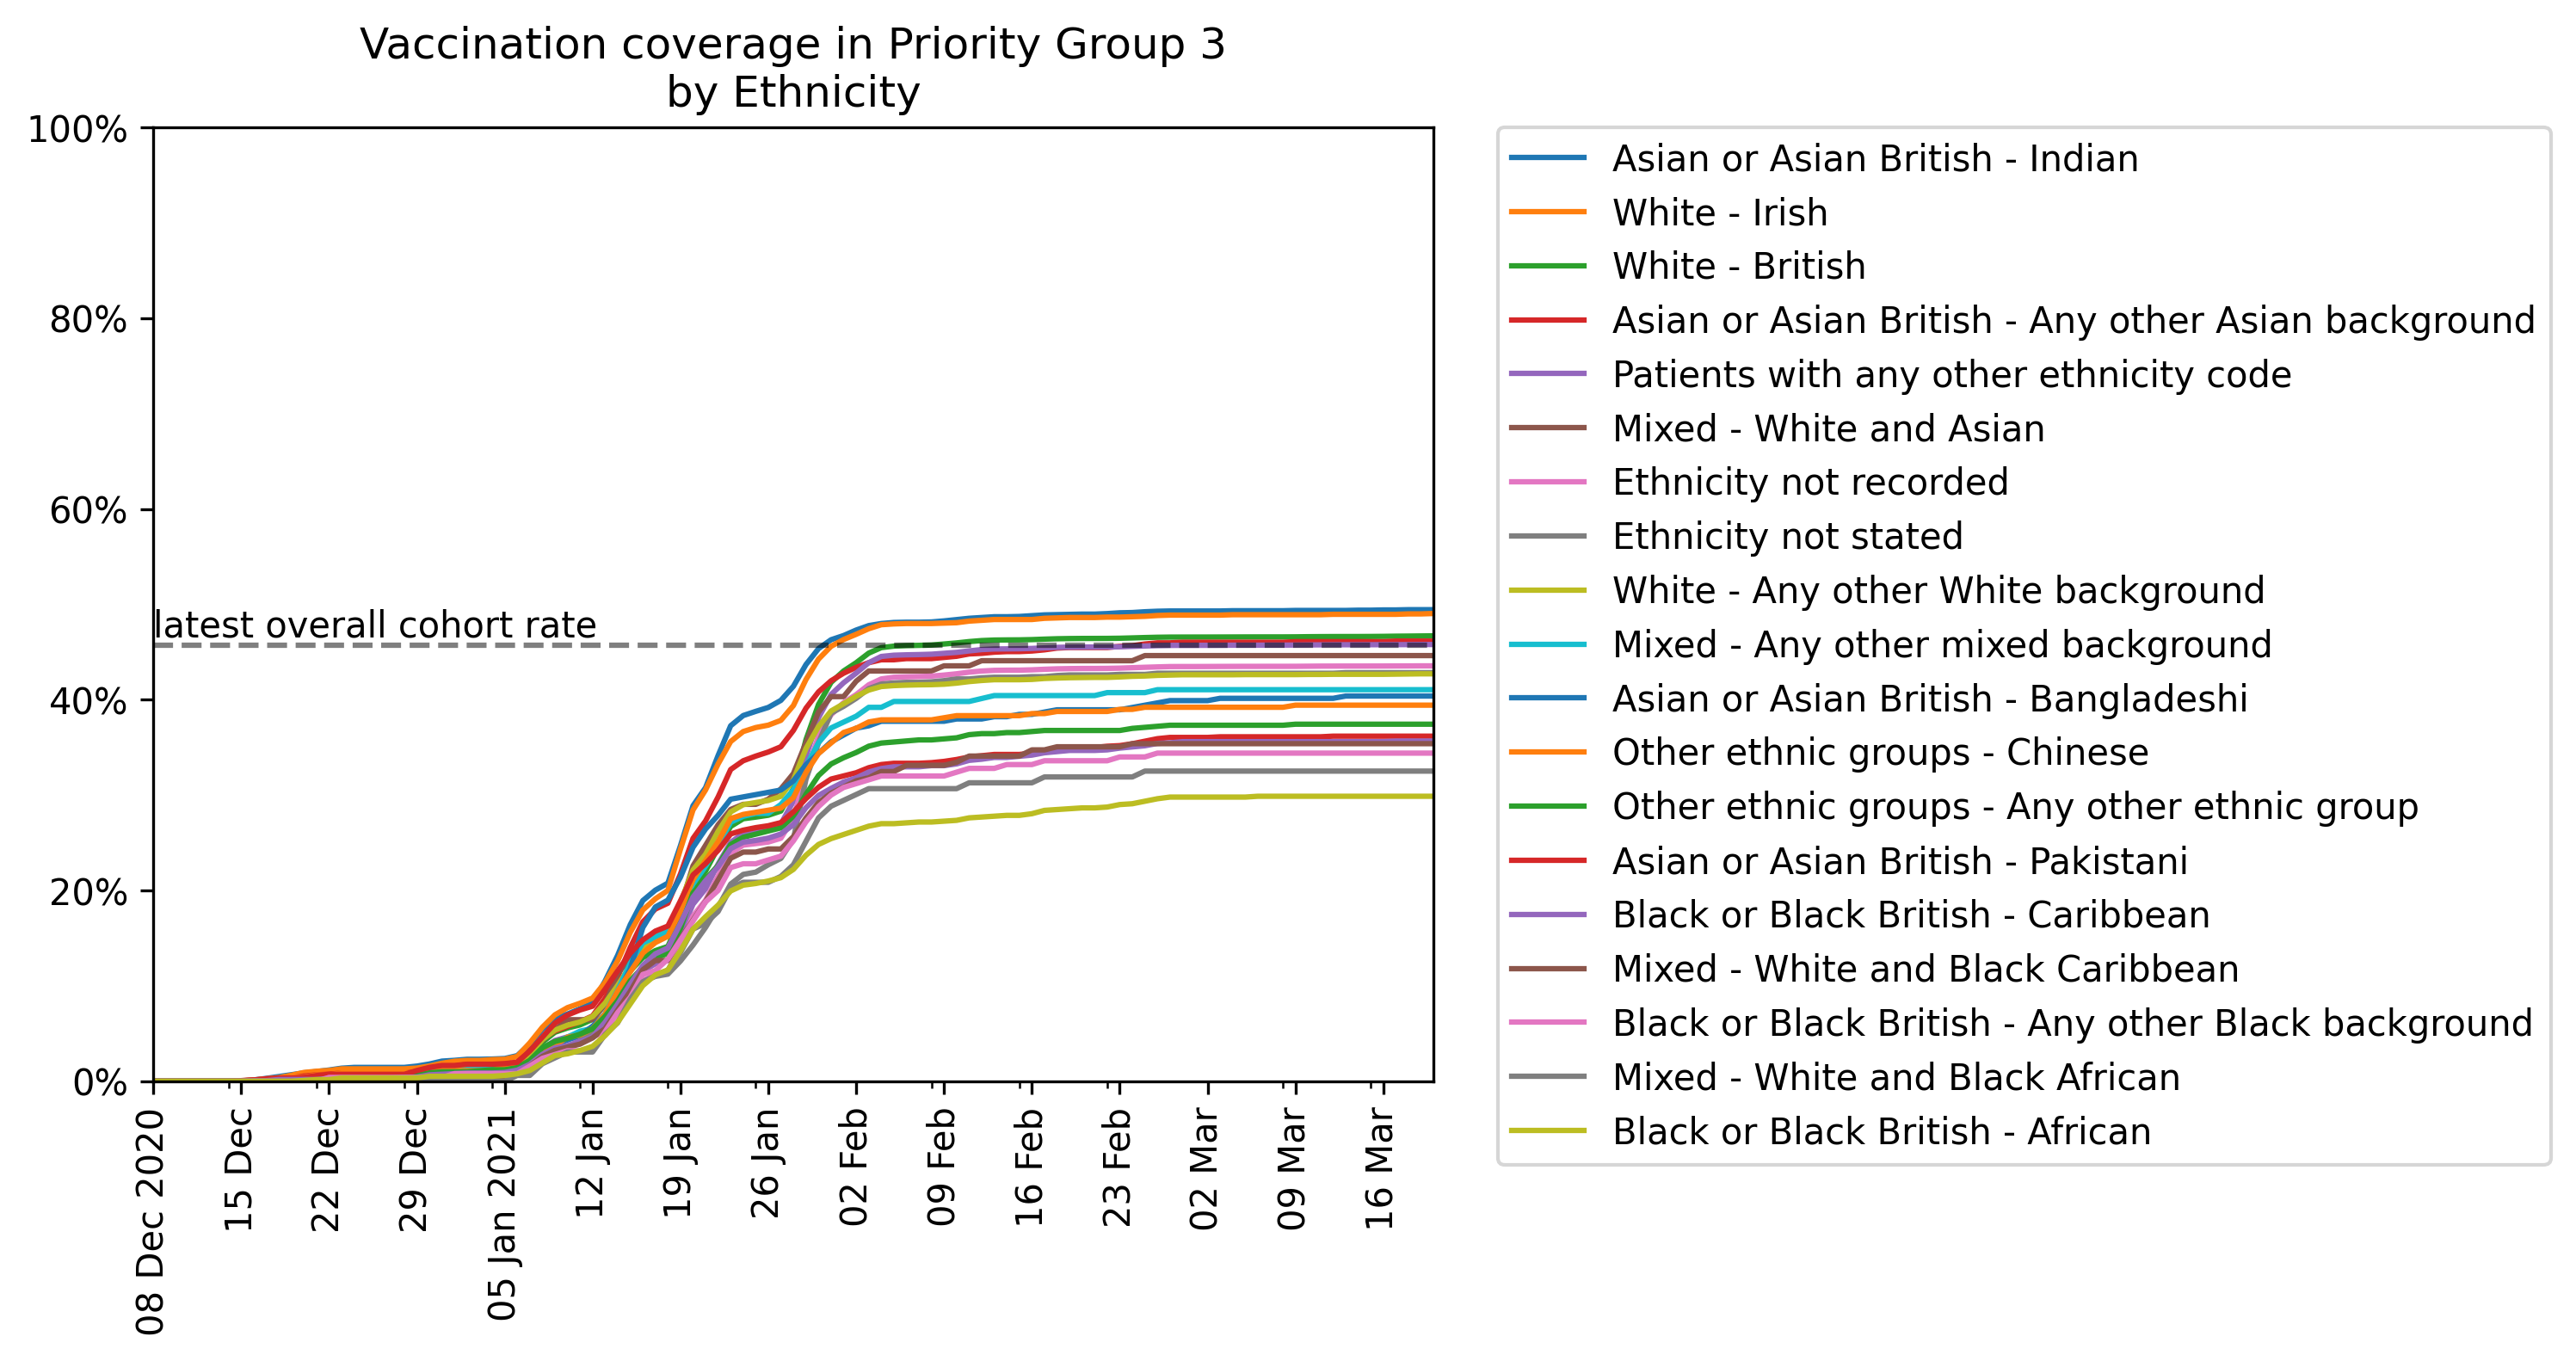 Vaccination coverage in Priority Group 3
by Ethnicity
100%
80%
60%
40%
20%
0%
latest overall cohort rate
08 Dec 2020
15 Dec
22 Dec
29 Dec
05 Jan 2021
12 Jan
19 Jan
26 Jan
02 Feb
09 Feb
16 Feb
23 Feb
02 Mar
09 Mar
16 Mar
Asian or Asian British - Indian
White - Irish
White - British
Asian or Asian British - Any other Asian background
Patients with any other ethnicity code
Mixed - White and Asian
Ethnicity not recorded
Ethnicity not stated
White - Any other White background
Mixed - Any other mixed background
Asian or Asian British - Bangladeshi
Other ethnic groups - Chinese
Other ethnic groups - Any other ethnic group
Asian or Asian British - Pakistani
Black or Black British - Caribbean
Mixed - White and Black Caribbean
Black or Black British - Any other Black background
Mixed - White and Black African
Black or Black British - African